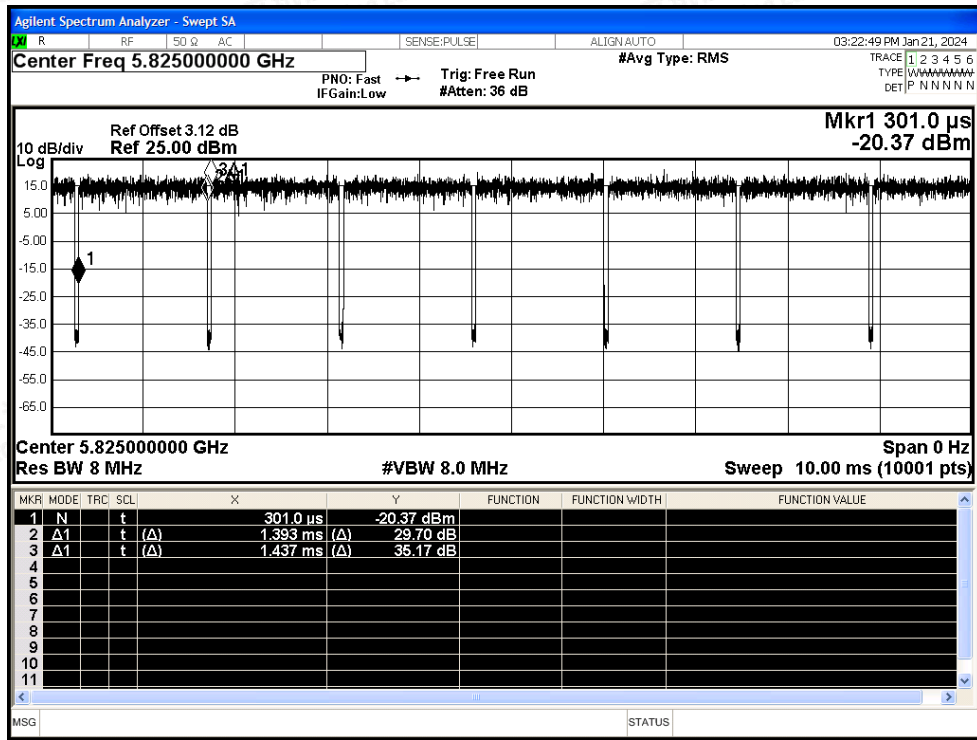 Agilent Spectrum Analyzer - Swept SA
LXI R RF 50 Ω AC SENSE:PULSE ALIGN AUTO 03:22:49 PM Jan 21, 2024
Center Freq 5.825000000 GHz
PNO: Fast
IFGain:Low
Trig: Free Run
#Atten: 36 dB
#Avg Type: RMS
TRACE 1 2 3 4 5 6
TYPE
DET P N N N N N
Mkr1 301.0 µs
-20.37 dBm
Ref Offset 3.12 dB
10 dB/div Ref 25.00 dBm
Log
15.0
5.00
-5.00
-15.0
-25.0
-35.0
-45.0
-55.0
-65.0
1
Center 5.825000000 GHz Span 0 Hz
Res BW 8 MHz #VBW 8.0 MHz Sweep 10.00 ms (10001 pts)
MKR MODE TRC SCL X Y FUNCTION FUNCTION WIDTH FUNCTION VALUE
1 N t 301.0 µs -20.37 dBm
2 Δ1 t (Δ) 1.393 ms (Δ) 29.70 dB
3 Δ1 t (Δ) 1.437 ms (Δ) 35.17 dB
4
5
6
7
8
9
10
11
MSG STATUS